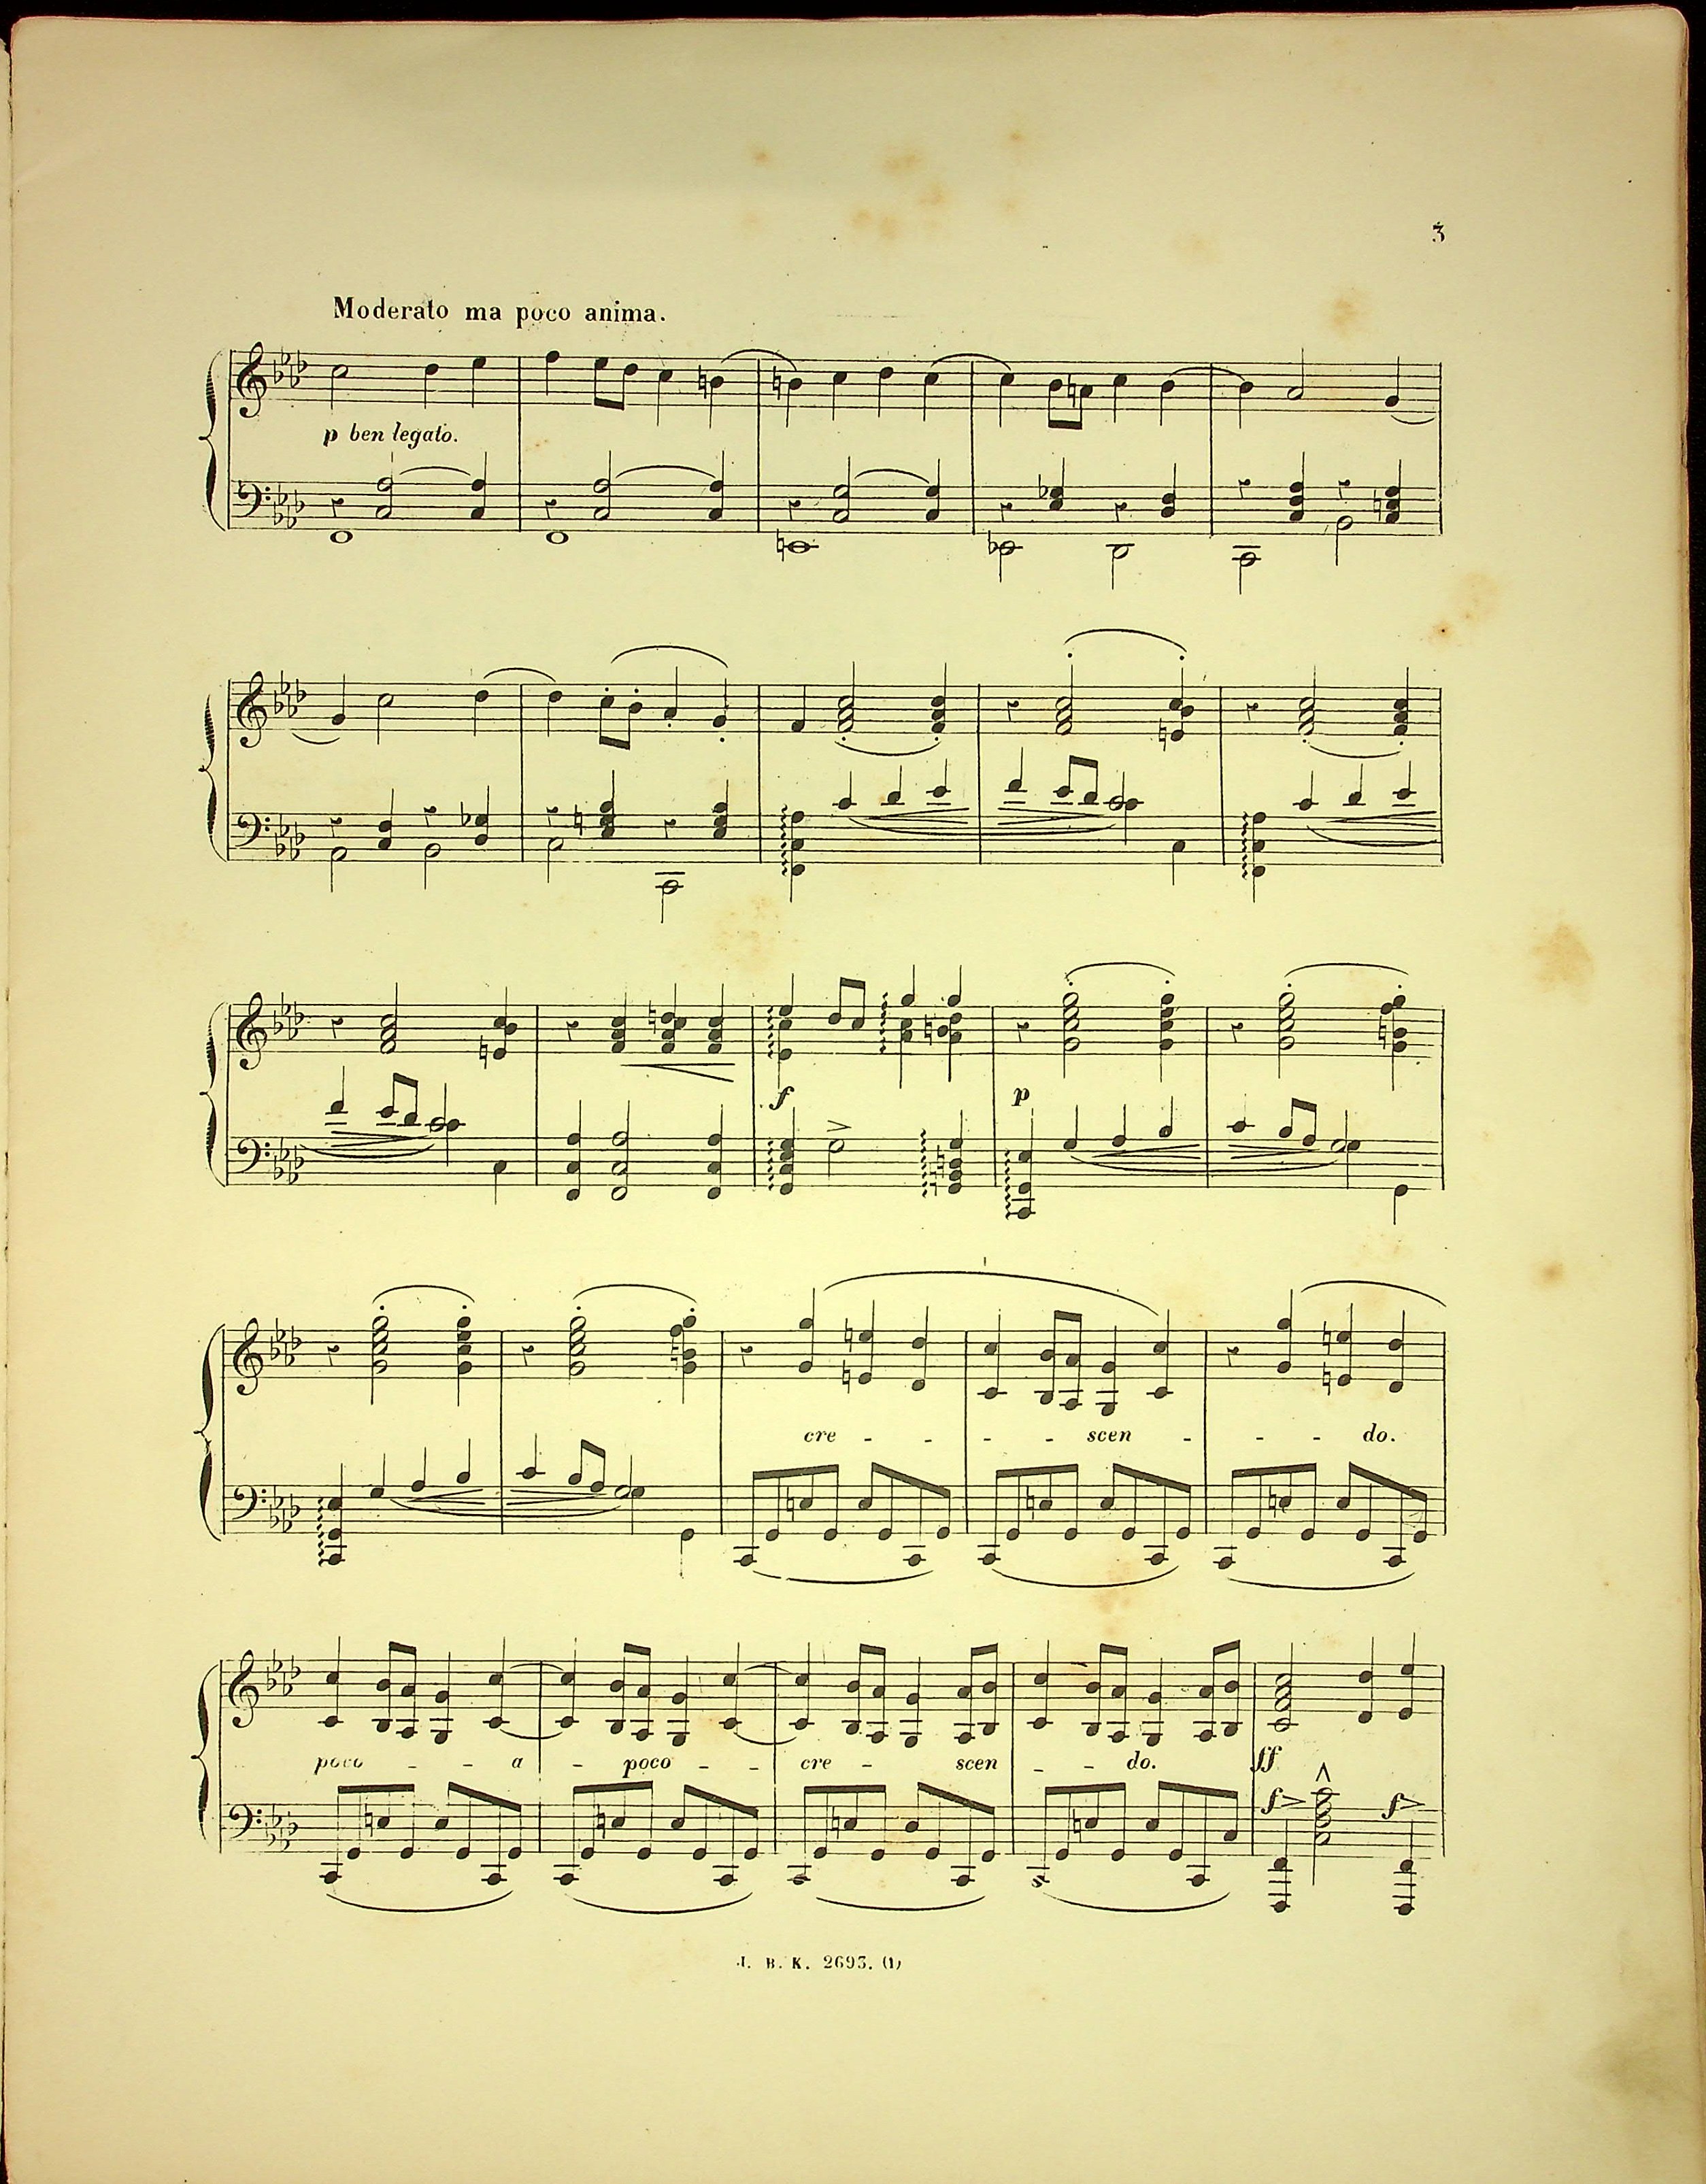 3
Moderato ma poco anima.
p ben legato.
f p
cre - - - - scen - - - do.
poco - - a - poco - - cre - scen - - do. ff
f f
J. B. K. 2693. (1)